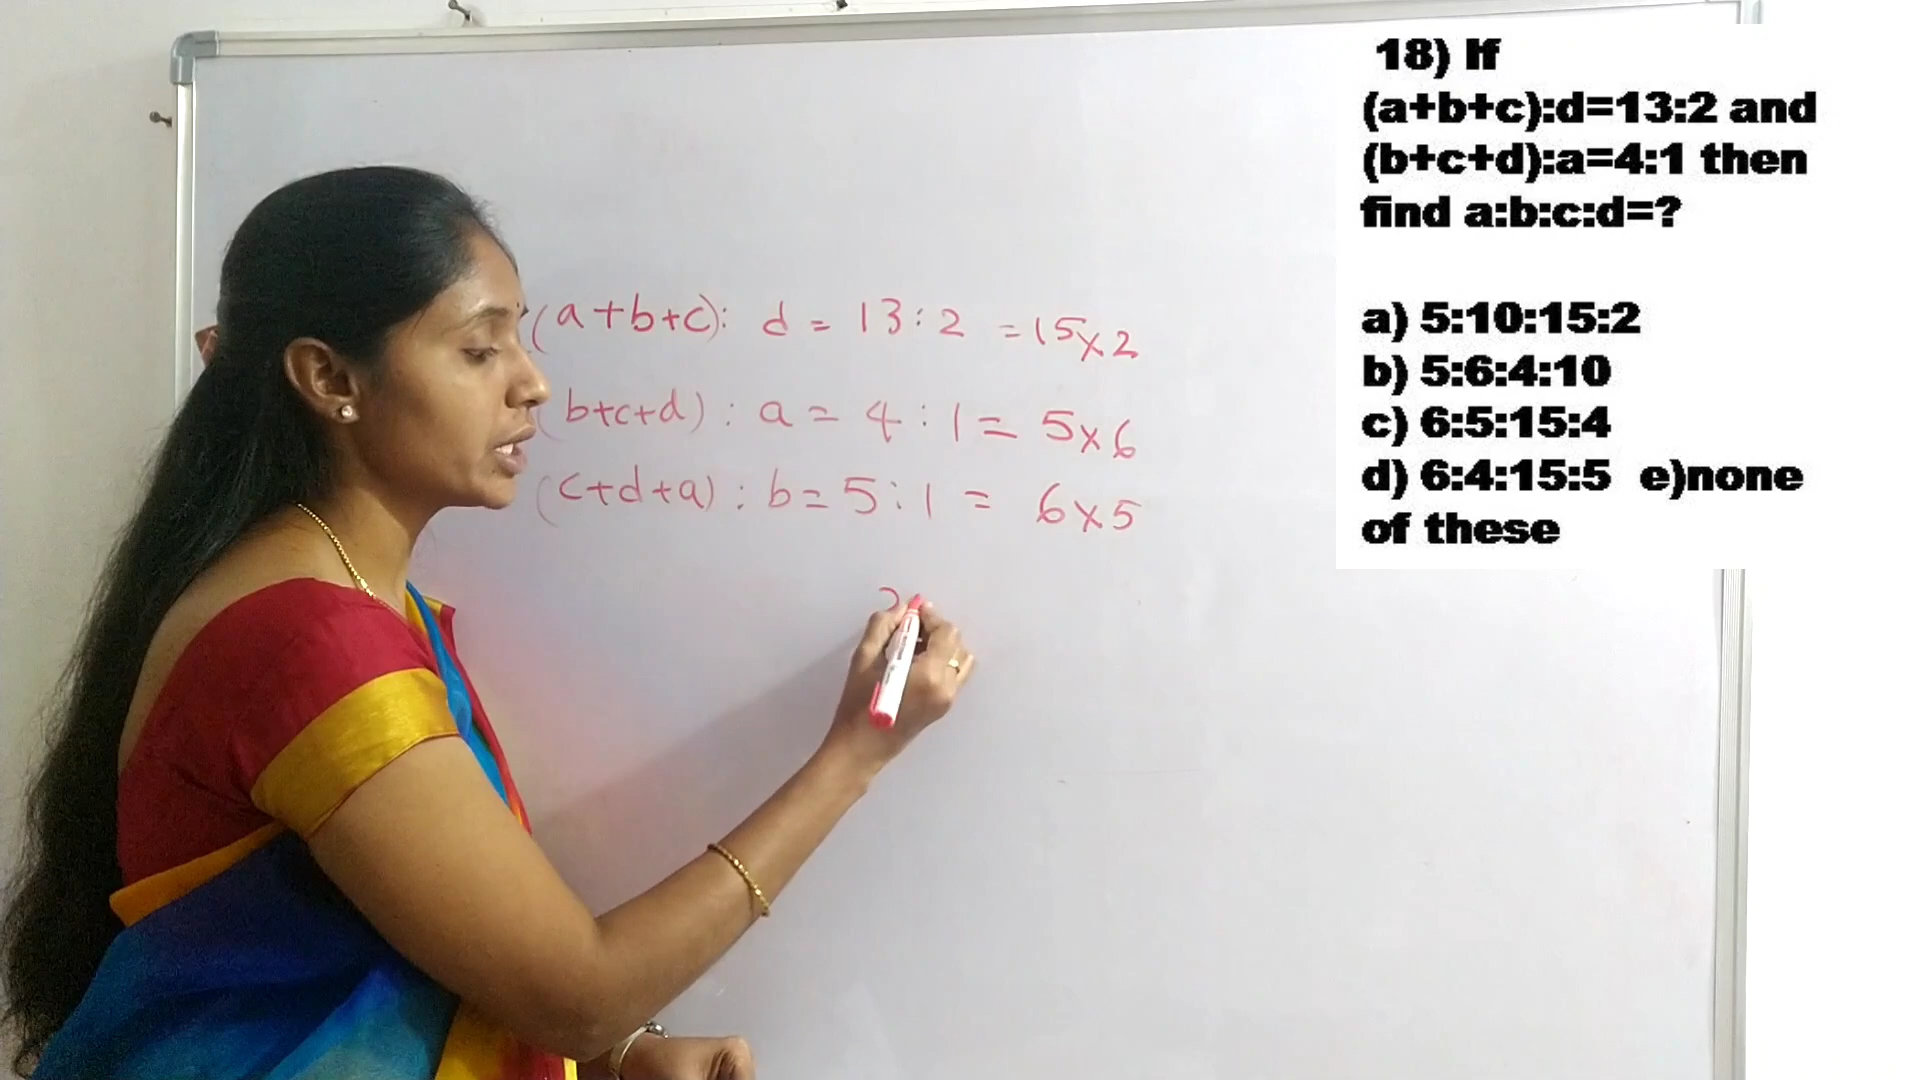 (a+b+c): d = 13:2 = 15x2
(b+c+d) : a = 4 : 1 = 5x6
(c+d+a) : b = 5 : 1 = 6x5
18) If
(a+b+c):d=13:2 and
(b+c+d):a=4:1 then
find a:b:c:d=?
a) 5:10:15:2
b) 5:6:4:10
c) 6:5:15:4
d) 6:4:15:5 e)none
of these